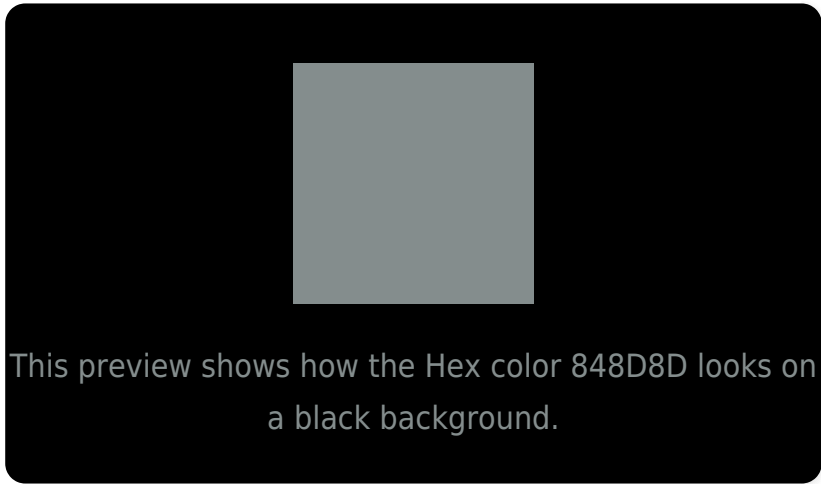 This preview shows how the Hex color 848D8D looks on
a black background.